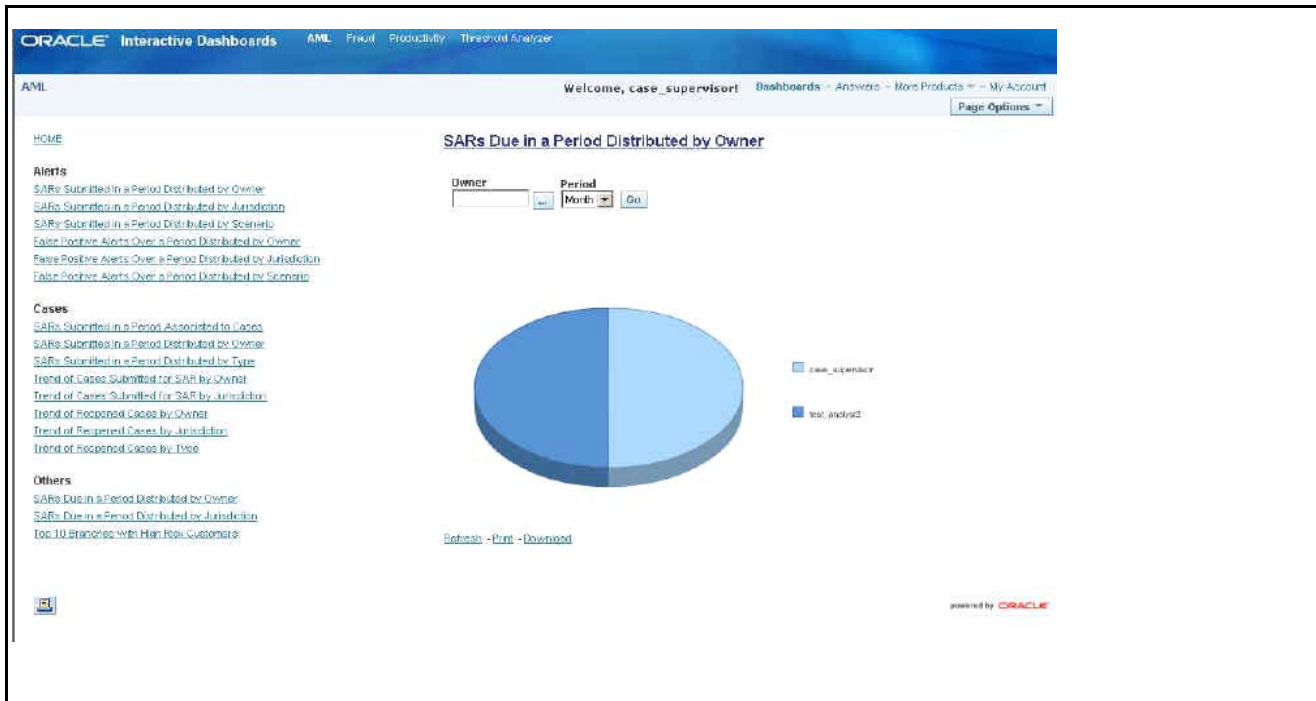 ORACLE Interactive Dashboards AML Fraud Productivity Threshold Analyzer
AML Welcome, case_supervisor! Dashboards - Answers - More Products - My Account
Page Options
HOME
SARs Due in a Period Distributed by Owner
Alerts
Owner Period
SARs Submitted in a Period Distributed by Owner
... Month Go
SARs Submitted in a Period Distributed by Jurisdiction
SARs Submitted in a Period Distributed by Scenario
False Positive Alerts Over a Period Distributed by Owner
False Positive Alerts Over a Period Distributed by Jurisdiction
False Positive Alerts Over a Period Distributed by Scenario
Cases
SARs Submitted in a Period Associated to Cases
SARs Submitted in a Period Distributed by Owner
SARs Submitted in a Period Distributed by Type
Trend of Cases Submitted for SAR by Owner
Trend of Cases Submitted for SAR by Jurisdiction
Trend of Reopened Cases by Owner
Trend of Reopened Cases by Jurisdiction
Trend of Reopened Cases by Type
case_supervisor
test_analyst2
Others
SARs Due in a Period Distributed by Owner
SARs Due in a Period Distributed by Jurisdiction
Top 10 Branches with High Risk Customers
Refresh - Print - Download
powered by ORACLE